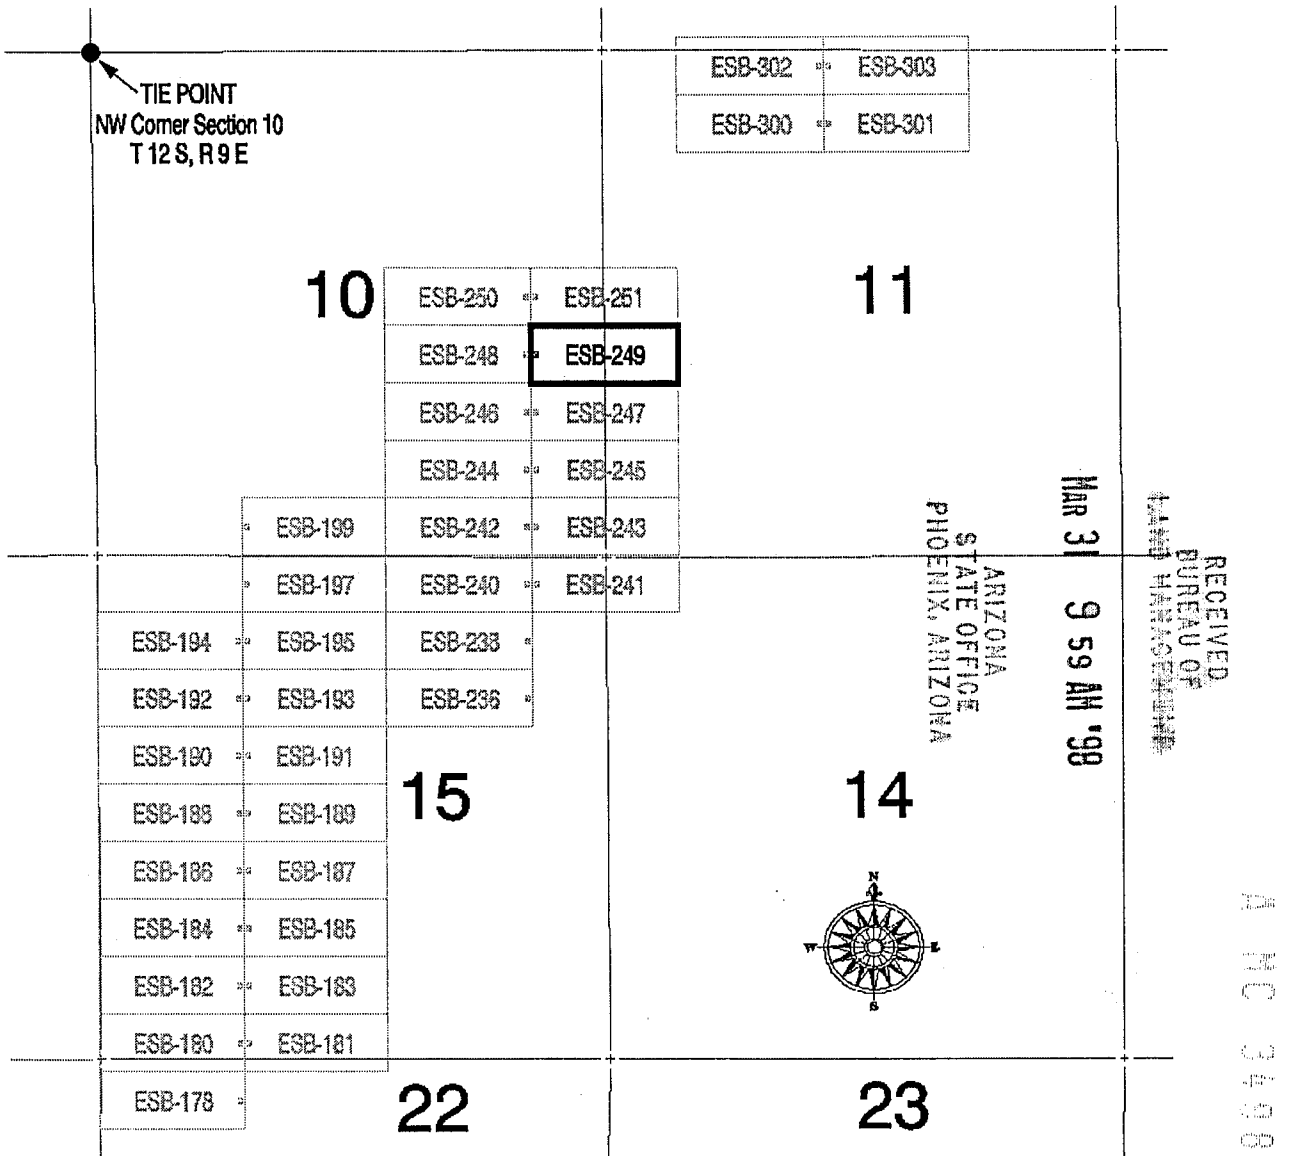 TIE POINT
NW Corner Section 10
T 12 S, R 9 E
ESB-302 ESB-303
ESB-300 ESB-301
10
11
ESB-250 ESB-251
ESB-248 ESB-249
ESB-246 ESB-247
ESB-244 ESB-245
ESB-199 ESB-242 ESB-243
ESB-197 ESB-240 ESB-241
ESB-194 ESB-195 ESB-238
ESB-192 ESB-193 ESB-236
ESB-190 ESB-191
ESB-188 ESB-189
ESB-186 ESB-187
ESB-184 ESB-185
ESB-182 ESB-183
ESB-180 ESB-181
ESB-178
15
14
22
23
N
W E
S
RECEIVED
BUREAU OF
LAND MANAGEMENT
MAR 31 9 59 AM '98
ARIZONA
STATE OFFICE
PHOENIX, ARIZONA
A MC